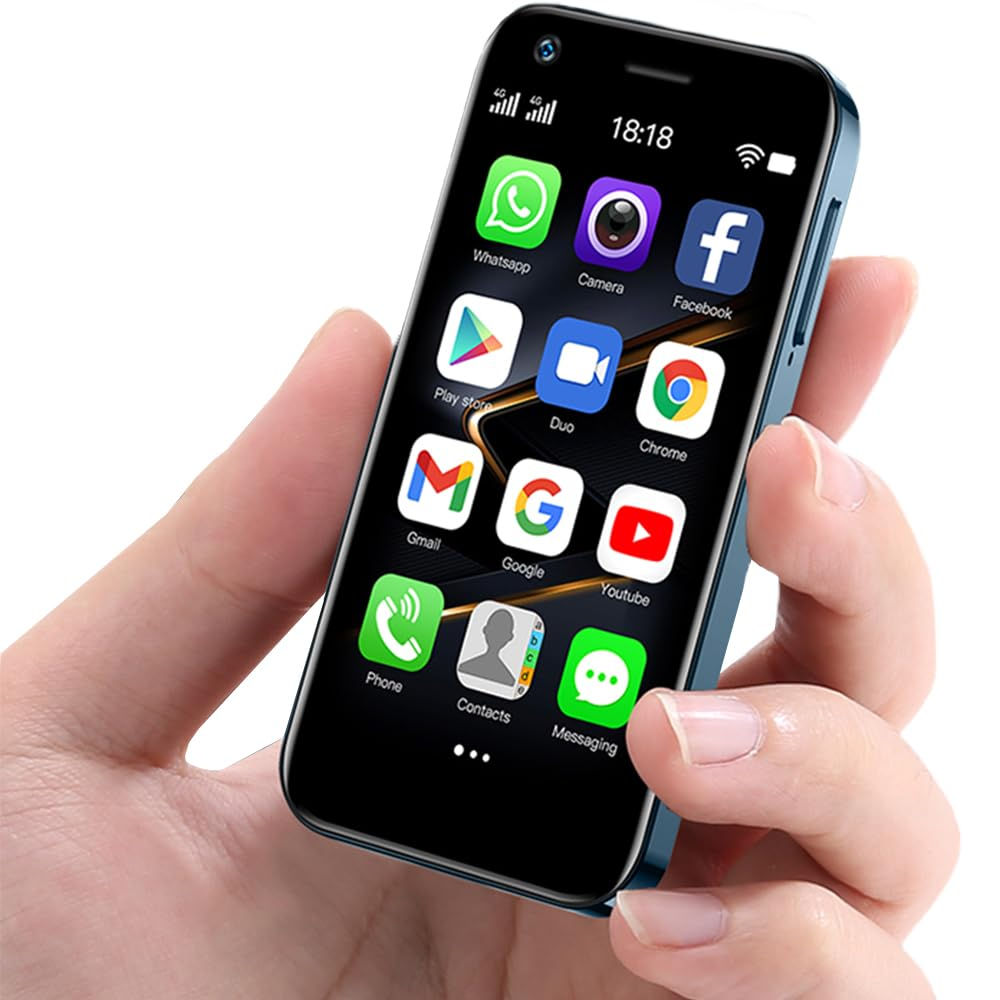 4G 4G
18:18
Whatsapp Camera Facebook
Play store Duo Chrome
Gmail Google Youtube
a
b
c
d
e
Phone Contacts Messaging